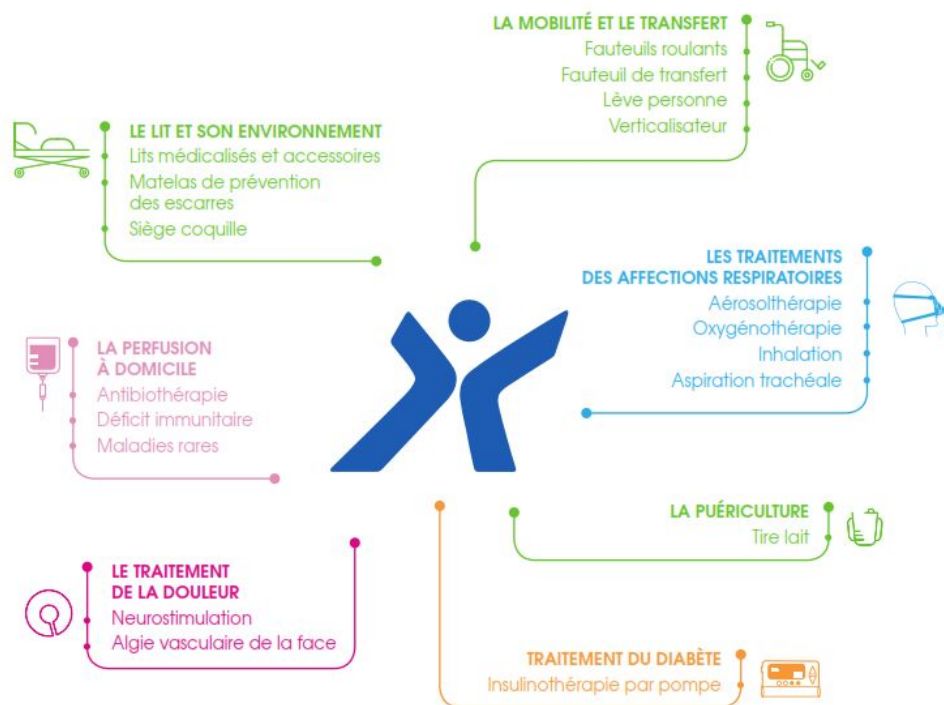 LA MOBILITÉ ET LE TRANSFERT
Fauteuils roulants
Fauteuil de transfert
Lêve personne
Verticalisateur
LE LIT ET SON ENVIRONNEMENT
Lits médicalisés et accessoires
Matelas de prévention
des escarres
Siège coquille
LES TRAITEMENTS
DES AFFECTIONS RESPIRATOIRES
Aérosolthérapie
Oxygénothérapie
Inhalation
Aspiration trachéale
LA PERFUSION
À DOMICILE
Antibiothérapie
Déficit immunitaire
Maladies rares
LA PUÉRICULTURE
Tire lait
LE TRAITEMENT
DE LA DOULEUR
Neurostimulation
Algie vasculaire de la face
TRAITEMENT DU DIABÈTE
Insulinothérapie par pompe